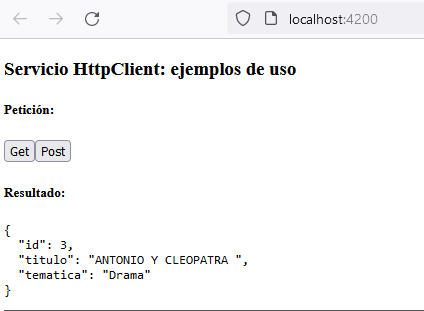 localhost:4200
Servicio HttpClient: ejemplos de uso
Petición:
Get Post
Resultado:
{
  "id": 3,
  "titulo": "ANTONIO Y CLEOPATRA ",
  "tematica": "Drama"
}